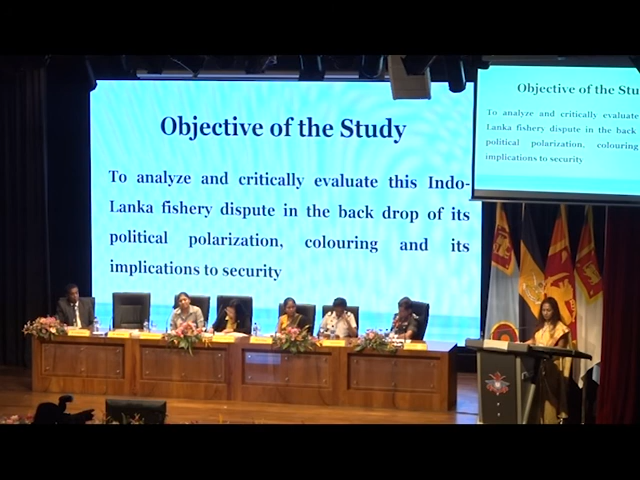 Objective of the Study
To analyze and critically evaluate this Indo-
Lanka fishery dispute in the back drop of its
political polarization, colouring and its
implications to security
Objective of the Stu
To analyze and critically evaluate
Lanka fishery dispute in the back
political polarization, colouring
implications to security